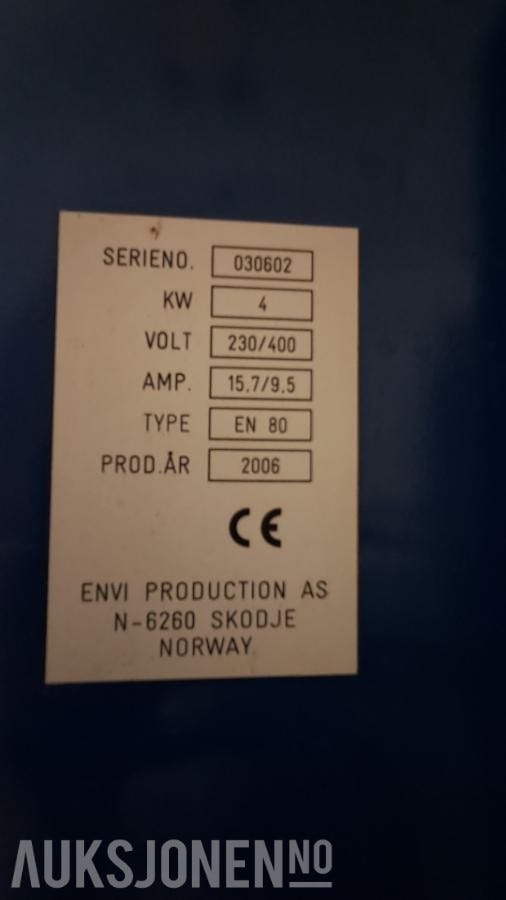 SERIENO. 030602
KW 4
VOLT 230/400
AMP. 15.7/9.5
TYPE EN 80
PROD.ÅR 2006
CE
ENVI PRODUCTION AS
N-6260 SKODJE
NORWAY
AUKSJONEN.NO